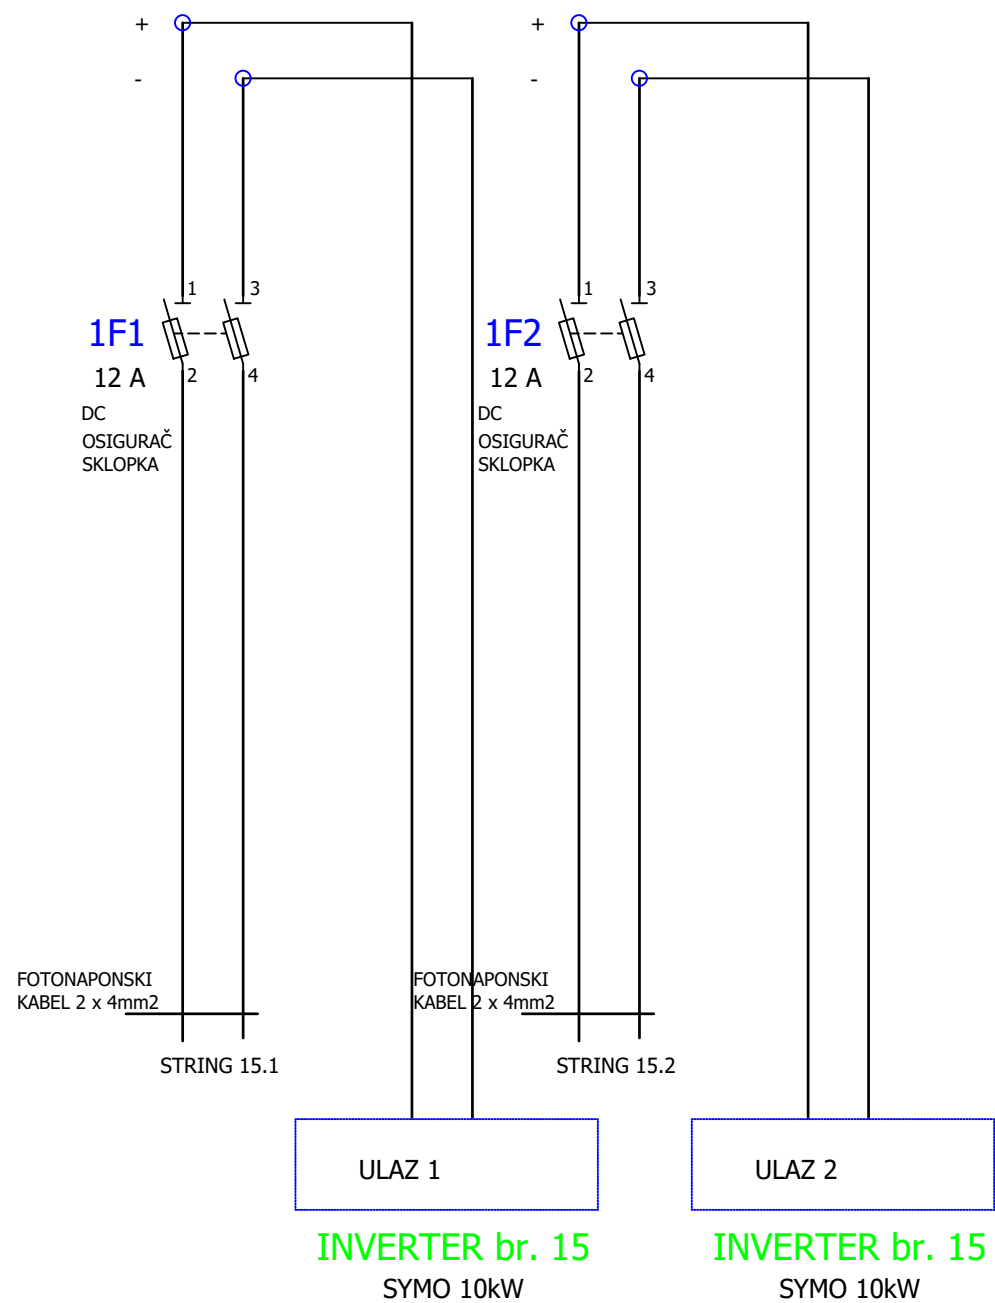 +
-
1
3
1F1
12 A
2
4
DC
OSIGURAČ
SKLOPKA
FOTONAPONSKI
KABEL 2 x 4mm2
STRING 15.1
ULAZ 1
INVERTER br. 15
SYMO 10kW
+
-
1
3
1F2
12 A
2
4
DC
OSIGURAČ
SKLOPKA
FOTONAPONSKI
KABEL 2 x 4mm2
STRING 15.2
ULAZ 2
INVERTER br. 15
SYMO 10kW